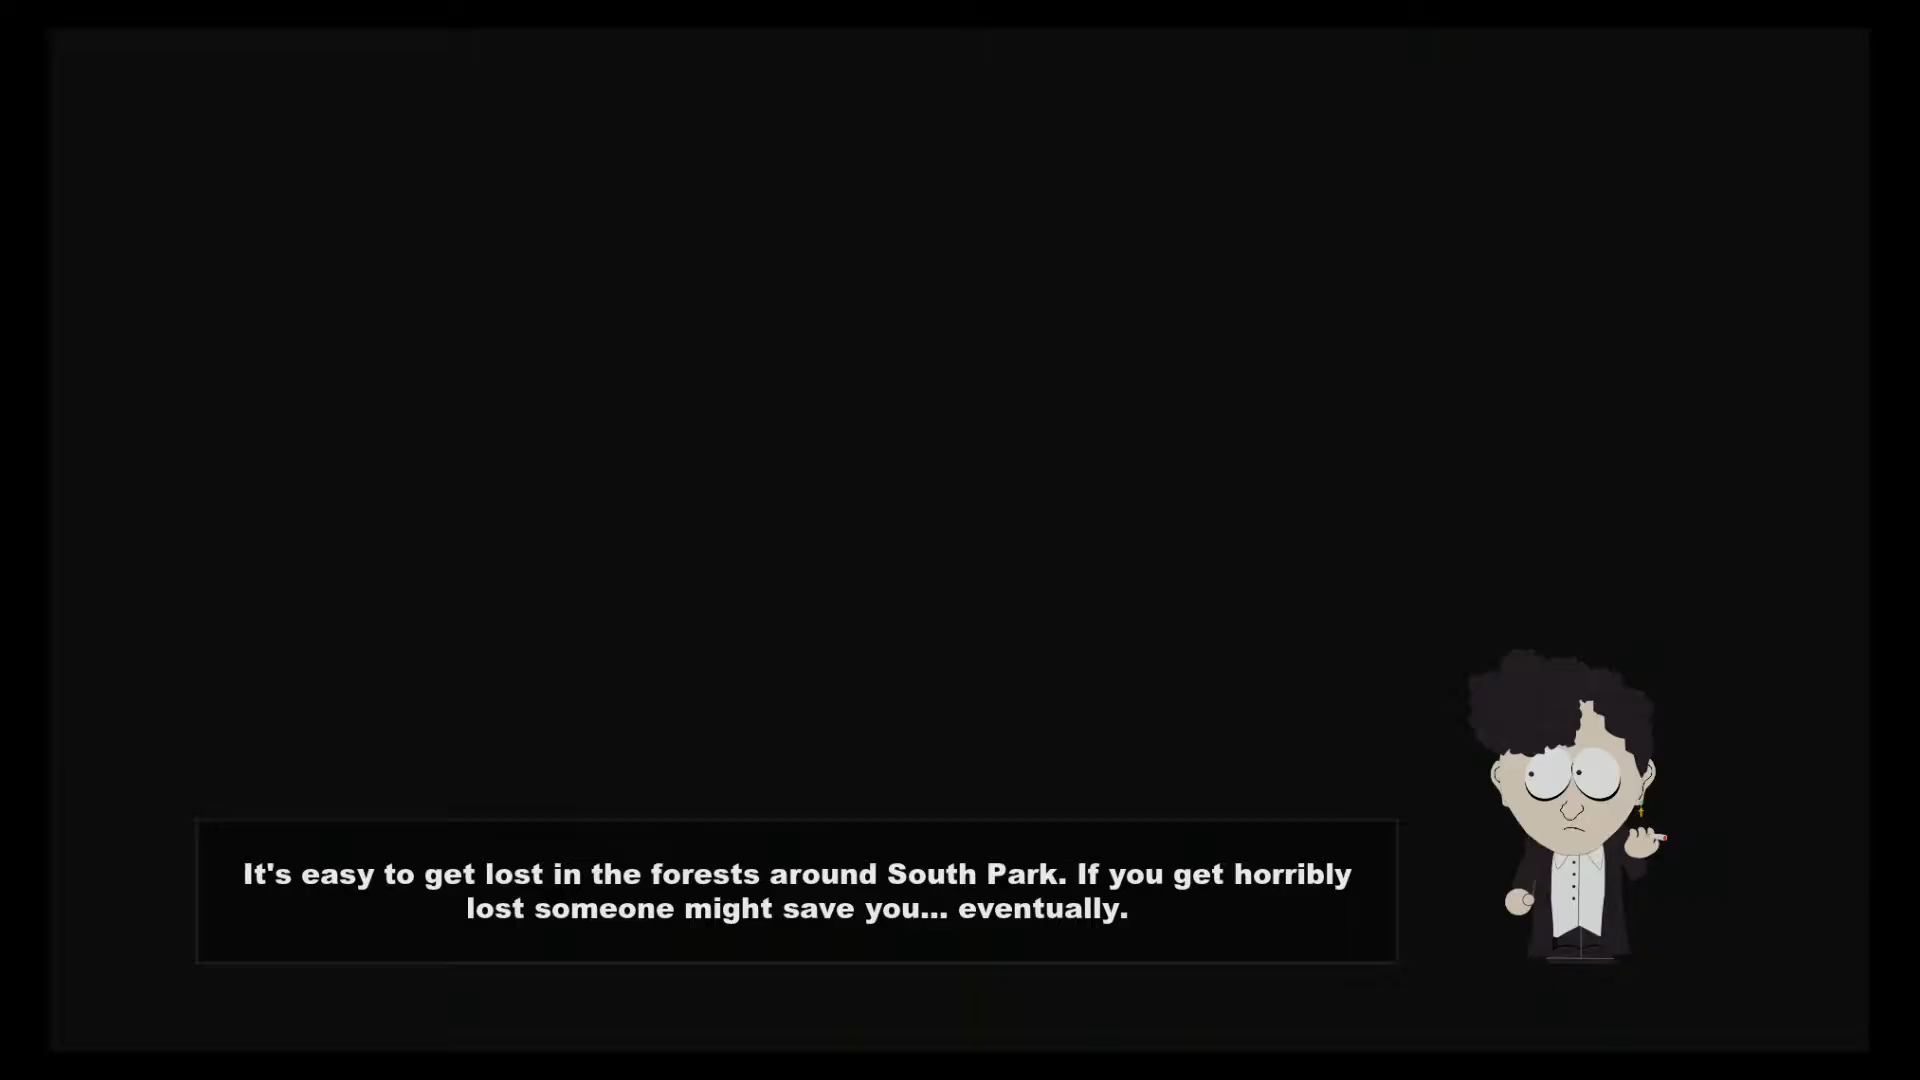 It's easy to get lost in the forests around South Park. If you get horribly
lost someone might save you... eventually.